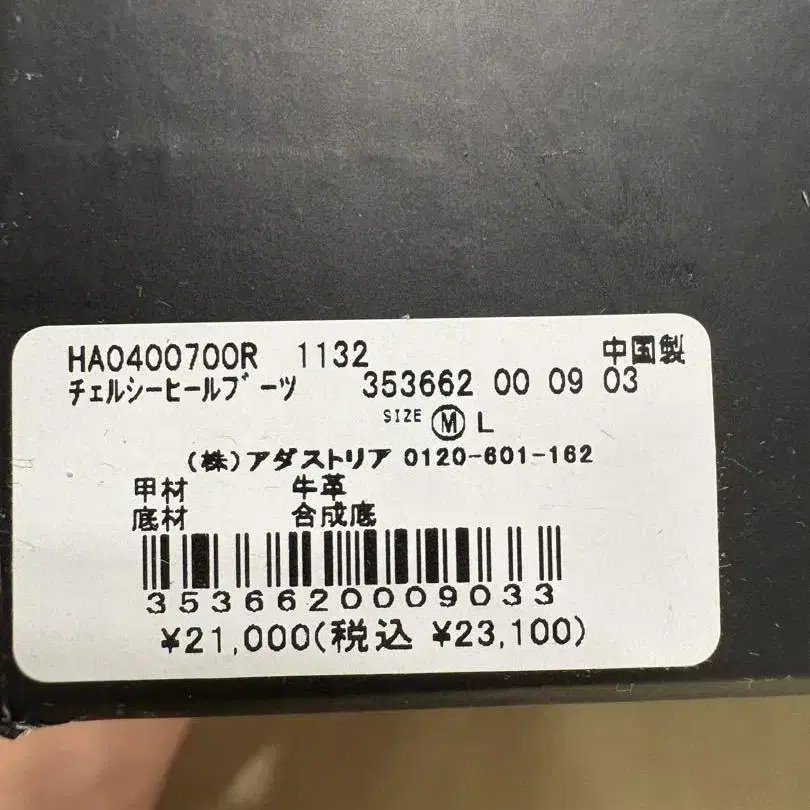 HA0400700R 1132 中国製
チェルシーヒールブーツ 353662 00 09 03
SIZE Ⓜ L
(株)アダストリア 0120-601-162
甲材 牛革
底材 合成底
3536620009033
¥21,000(税込 ¥23,100)